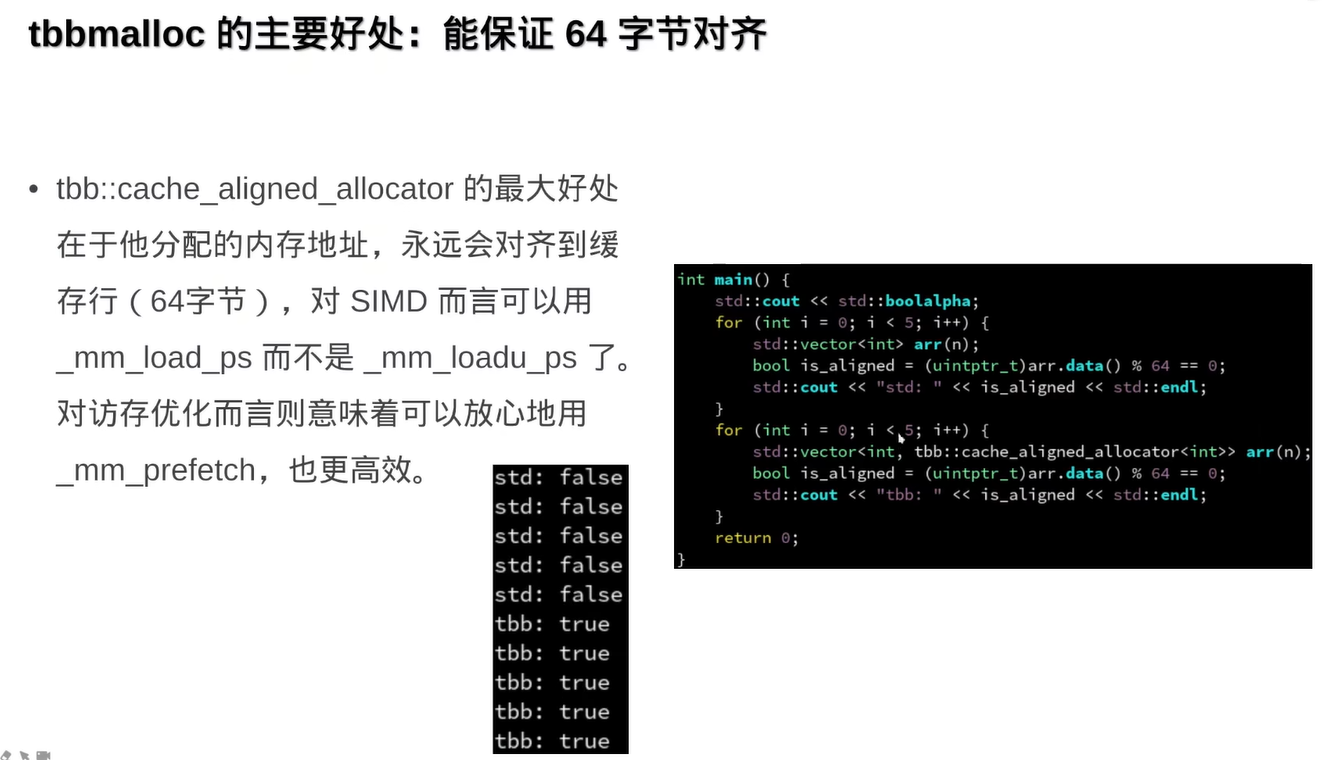 tbbmalloc 的主要好处：能保证 64 字节对齐
• tbb::cache_aligned_allocator 的最大好处
在于他分配的内存地址，永远会对齐到缓
存行（64字节），对 SIMD 而言可以用
_mm_load_ps 而不是 _mm_loadu_ps 了。
对访存优化而言则意味着可以放心地用
_mm_prefetch，也更高效。
std: false
std: false
std: false
std: false
std: false
tbb: true
tbb: true
tbb: true
tbb: true
tbb: true
int main() {
    std::cout << std::boolalpha;
    for (int i = 0; i < 5; i++) {
        std::vector<int> arr(n);
        bool is_aligned = (uintptr_t)arr.data() % 64 == 0;
        std::cout << "std: " << is_aligned << std::endl;
    }
    for (int i = 0; i < 5; i++) {
        std::vector<int, tbb::cache_aligned_allocator<int>> arr(n);
        bool is_aligned = (uintptr_t)arr.data() % 64 == 0;
        std::cout << "tbb: " << is_aligned << std::endl;
    }
    return 0;
}